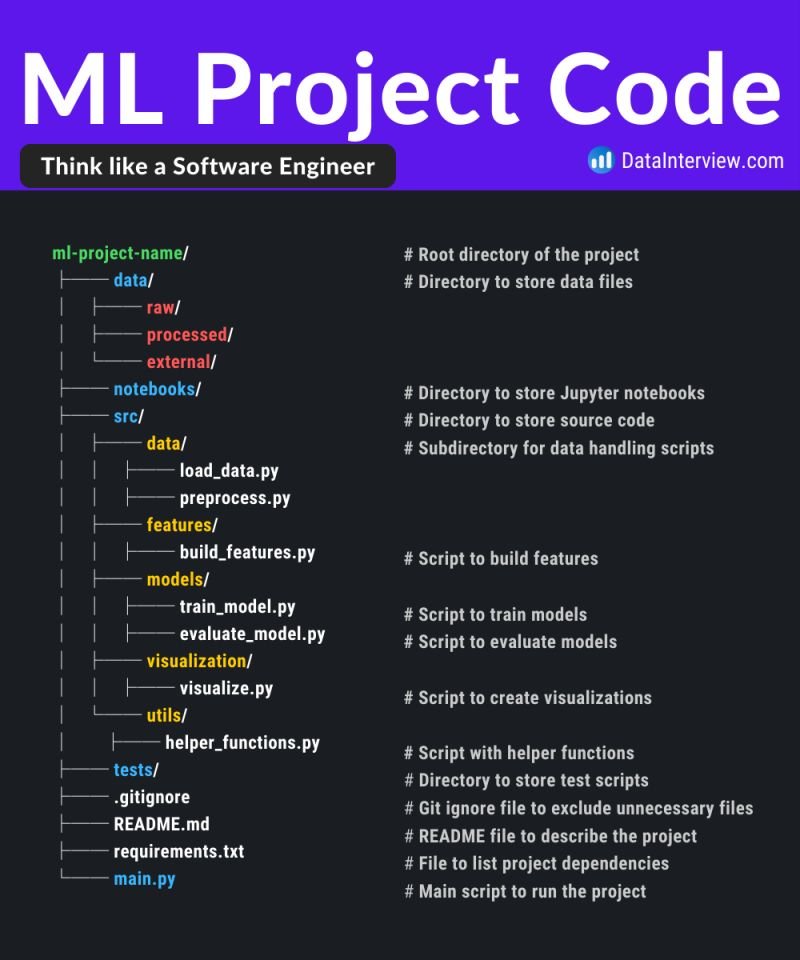 ML Project Code
Think like a Software Engineer
DataInterview.com
ml-project-name/ # Root directory of the project
├── data/ # Directory to store data files
│ ├── raw/
│ ├── processed/
│ └── external/
├── notebooks/ # Directory to store Jupyter notebooks
├── src/ # Directory to store source code
│ ├── data/ # Subdirectory for data handling scripts
│ │ ├── load_data.py
│ │ ├── preprocess.py
│ ├── features/
│ │ ├── build_features.py # Script to build features
│ ├── models/
│ │ ├── train_model.py # Script to train models
│ │ ├── evaluate_model.py # Script to evaluate models
│ ├── visualization/
│ │ ├── visualize.py # Script to create visualizations
│ └── utils/
│ ├── helper_functions.py # Script with helper functions
├── tests/ # Directory to store test scripts
├── .gitignore # Git ignore file to exclude unnecessary files
├── README.md # README file to describe the project
├── requirements.txt # File to list project dependencies
└── main.py # Main script to run the project